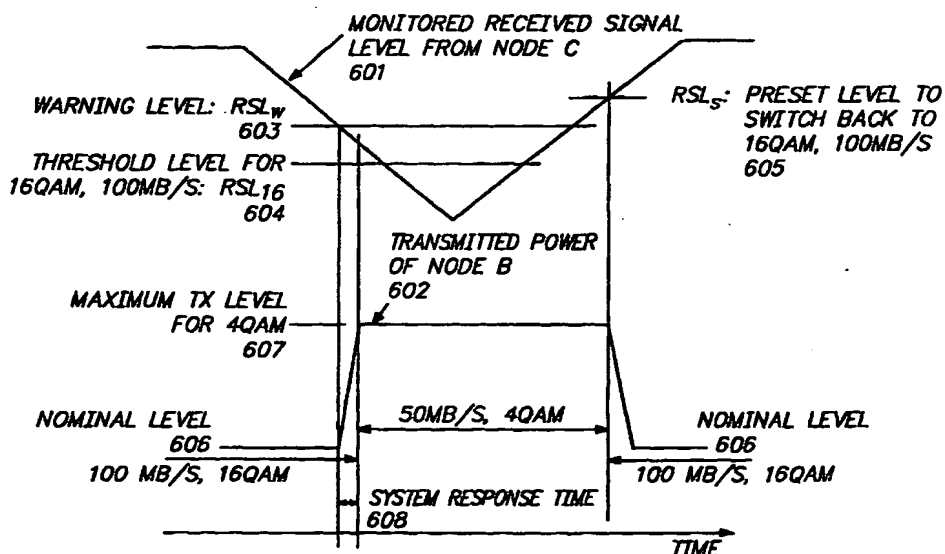 MONITORED RECEIVED SIGNAL
LEVEL FROM NODE C
601
WARNING LEVEL: RSLW
603
RSLS: PRESET LEVEL TO
SWITCH BACK TO
16QAM, 100MB/S
605
THRESHOLD LEVEL FOR
16QAM, 100MB/S: RSL16
604
TRANSMITTED POWER
OF NODE B
602
MAXIMUM TX LEVEL
FOR 4QAM
607
NOMINAL LEVEL
606
50MB/S, 4QAM
NOMINAL LEVEL
606
100 MB/S, 16QAM
100 MB/S, 16QAM
SYSTEM RESPONSE TIME
608
TIME